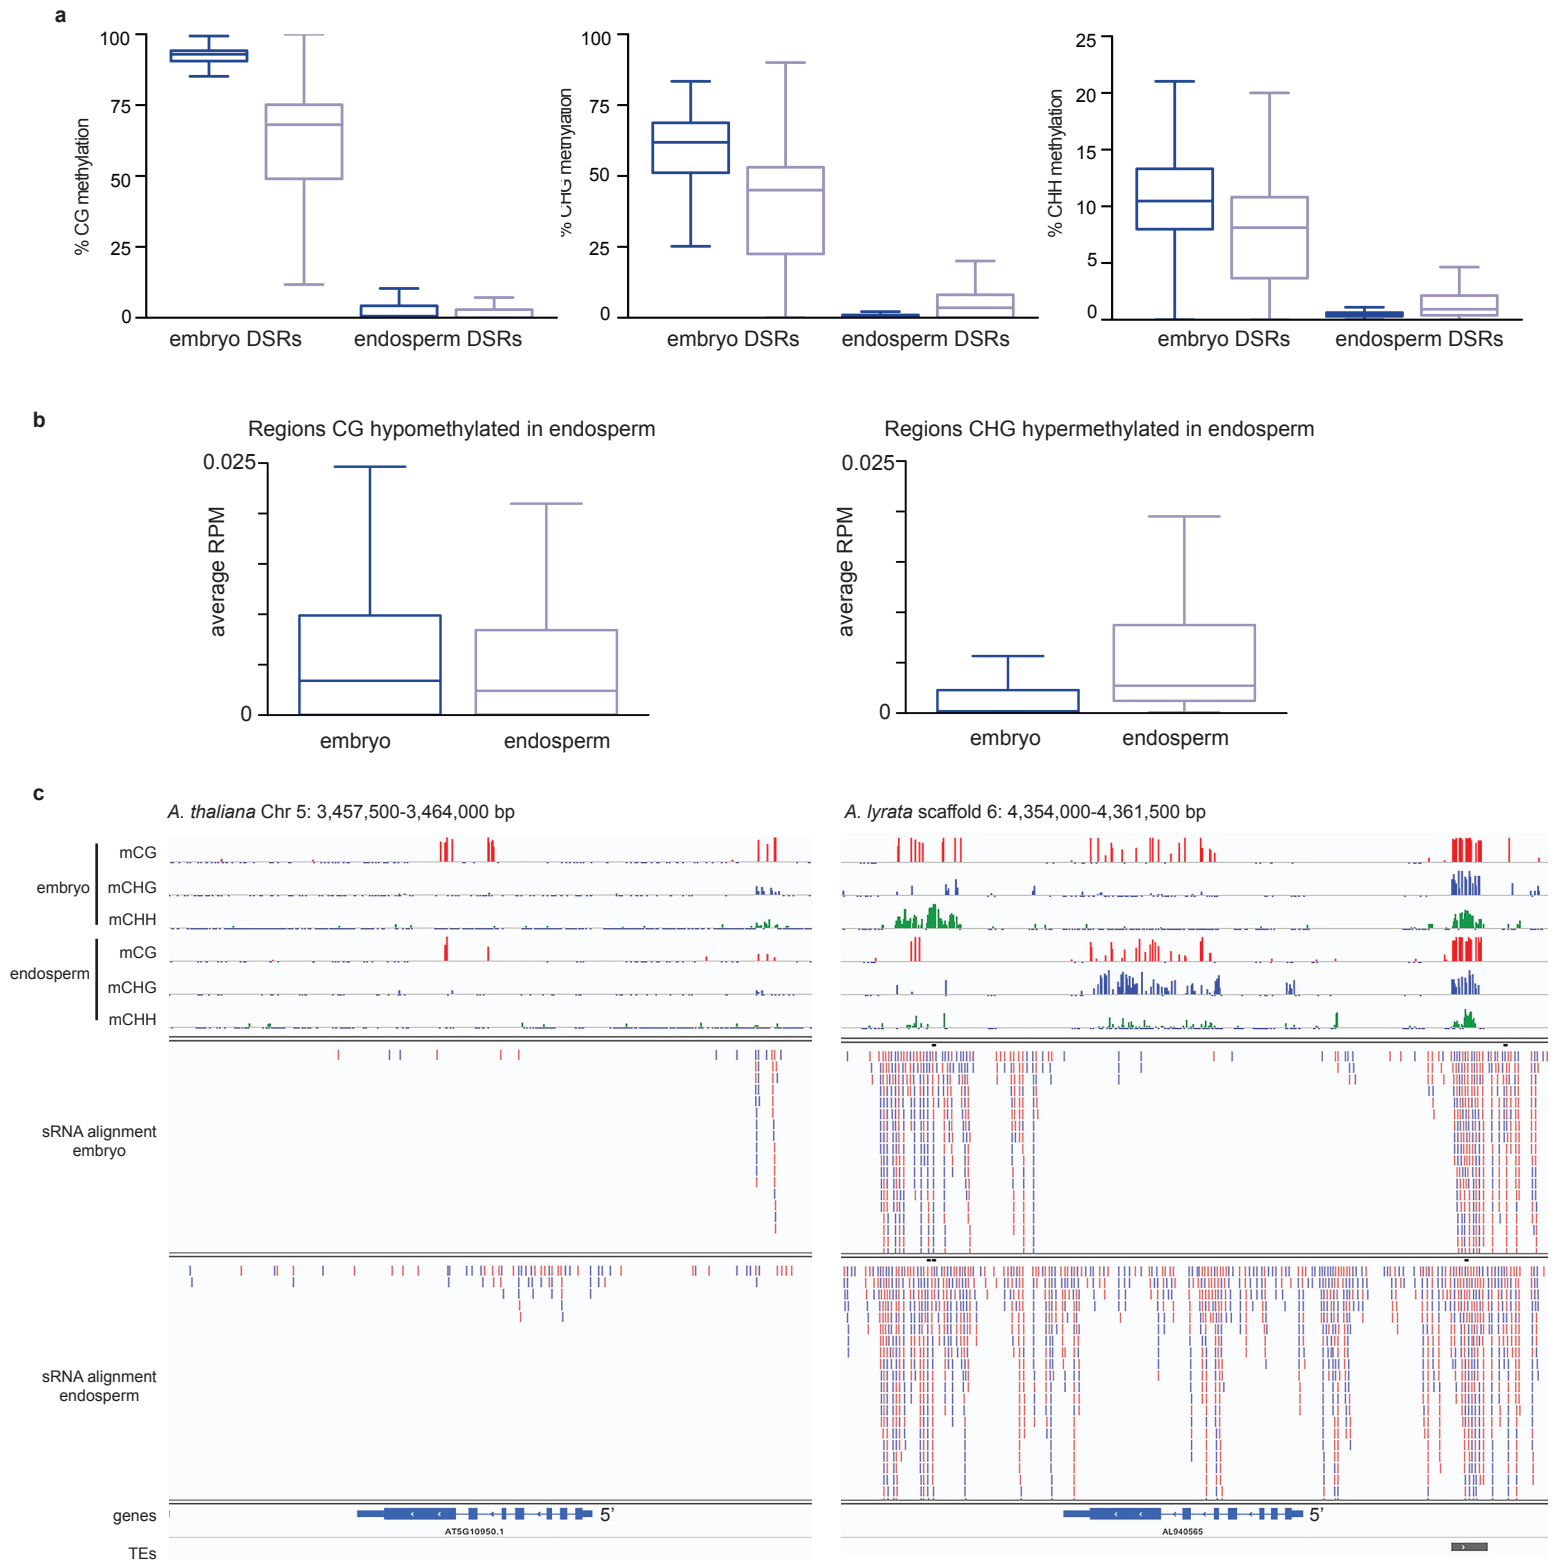 a
100
75
50
25
0
% CG methylation
embryo DSRs
endosperm DSRs
100
75
50
25
0
% CHG methylation
embryo DSRs
endosperm DSRs
25
20
15
10
5
0
% CHH methylation
embryo DSRs
endosperm DSRs
b
Regions CG hypomethylated in endosperm
0.025
0
average RPM
embryo
endosperm
Regions CHG hypermethylated in endosperm
0.025
0
average RPM
embryo
endosperm
c
A. thaliana Chr 5: 3,457,500-3,464,000 bp
A. lyrata scaffold 6: 4,354,000-4,361,500 bp
embryo
mCG
mCHG
mCHH
endosperm
mCG
mCHG
mCHH
sRNA alignment
embryo
sRNA alignment
endosperm
genes
5’
AT5G10950.1
5’
AL940565
TEs